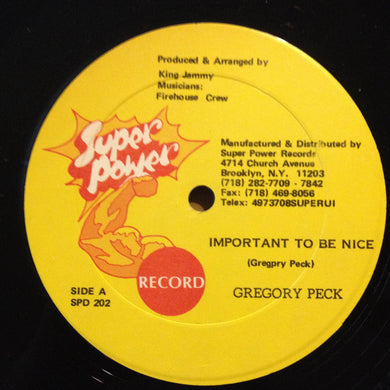 Produced & Arranged by
King Jammy
Musicians:
Firehouse Crew
Super
Power
Manufactured & Distributed by
Super Power Records
4714 Church Avenue
Brooklyn, N.Y. 11203
(718) 282-7709 - 7842
Fax: (718) 469-8056
Telex: 4973708SUPERUI
IMPORTANT TO BE NICE
(Gregpry Peck)
RECORD
GREGORY PECK
SIDE A
SPD 202